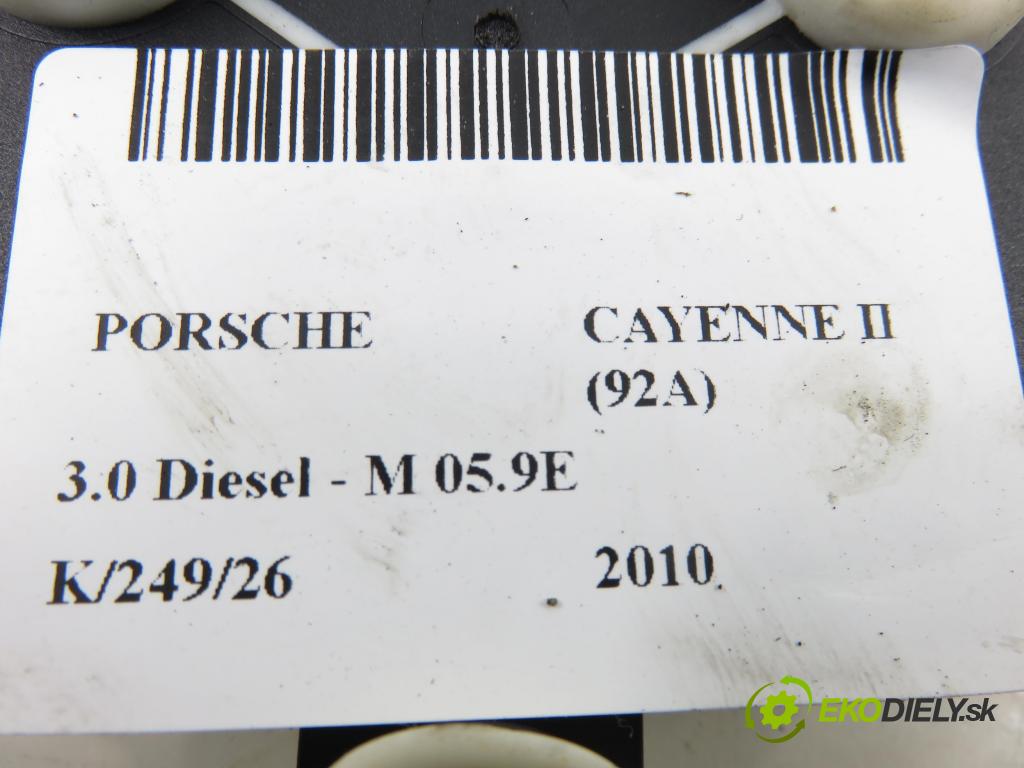 PORSCHE CAYENNE II
(92A)
3.0 Diesel - M 05.9E
K/249/26 2010
EKODIELY.sk